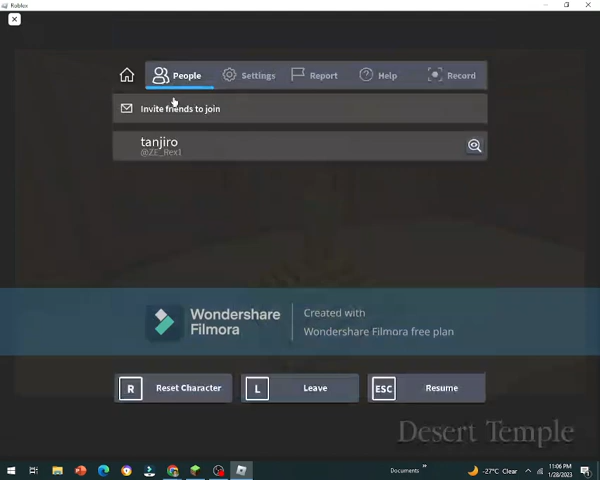 Roblox
People
Settings
Report
Help
Record
Invite friends to join
tanjiro
@ZE_Rex1
Wondershare
Filmora
Created with
Wondershare Filmora free plan
R
Reset Character
L
Leave
ESC
Resume
Desert Temple
Documents
-27°C Clear
11:06 PM
1/28/2023